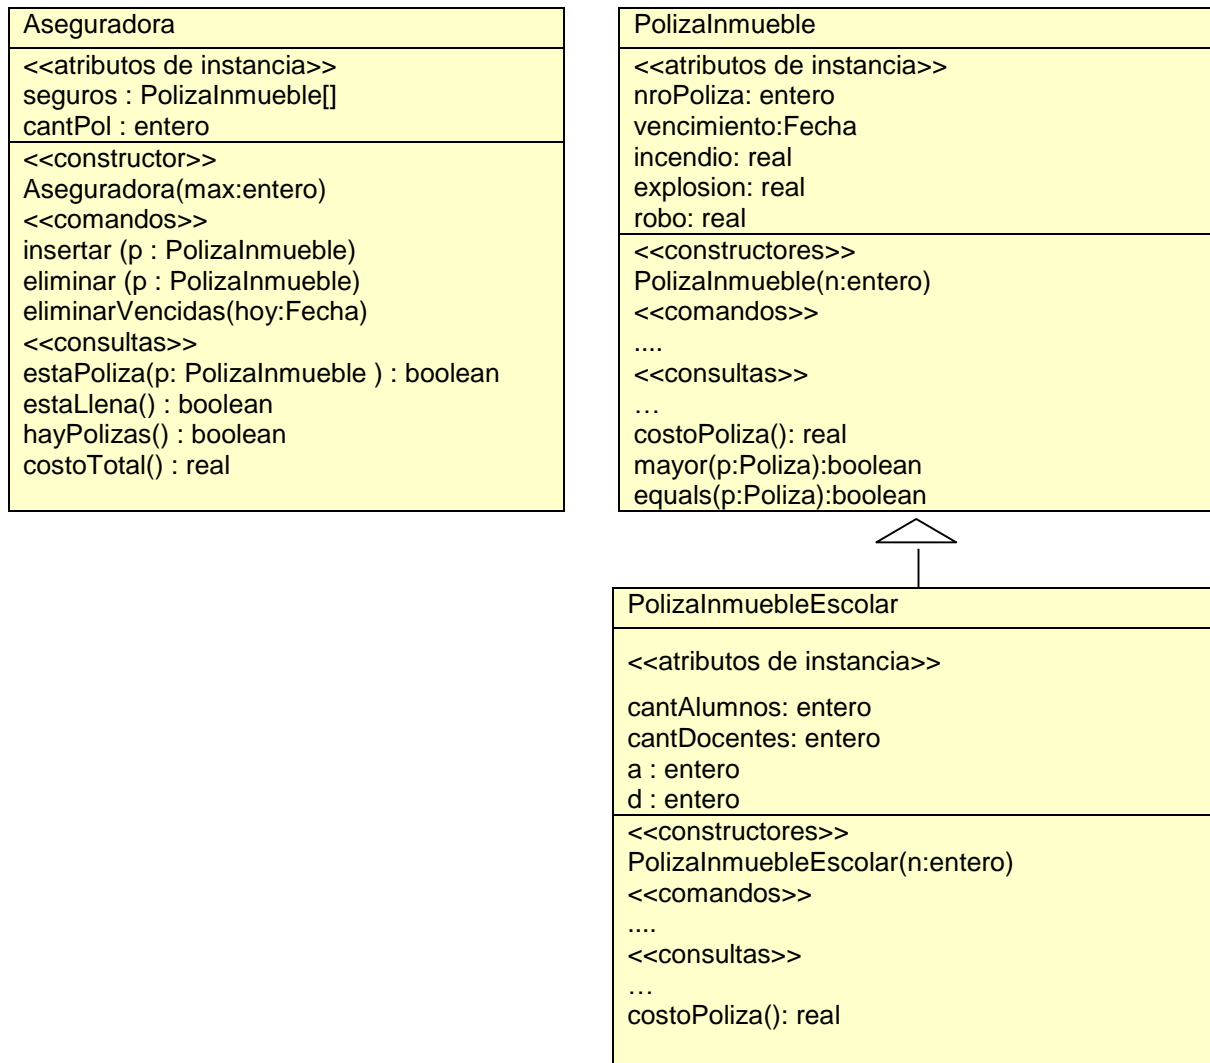 Aseguradora
<<atributos de instancia>>
seguros : PolizaInmueble[]
cantPol : entero
<<constructor>>
Aseguradora(max:entero)
<<comandos>>
insertar (p : PolizaInmueble)
eliminar (p : PolizaInmueble)
eliminarVencidas(hoy:Fecha)
<<consultas>>
estaPoliza(p: PolizaInmueble ) : boolean
estaLlena() : boolean
hayPolizas() : boolean
costoTotal() : real
PolizaInmueble
<<atributos de instancia>>
nroPoliza: entero
vencimiento:Fecha
incendio: real
explosion: real
robo: real
<<constructores>>
PolizaInmueble(n:entero)
<<comandos>>
....
<<consultas>>
…
costoPoliza(): real
mayor(p:Poliza):boolean
equals(p:Poliza):boolean
PolizaInmuebleEscolar
<<atributos de instancia>>
cantAlumnos: entero
cantDocentes: entero
a : entero
d : entero
<<constructores>>
PolizaInmuebleEscolar(n:entero)
<<comandos>>
....
<<consultas>>
…
costoPoliza(): real